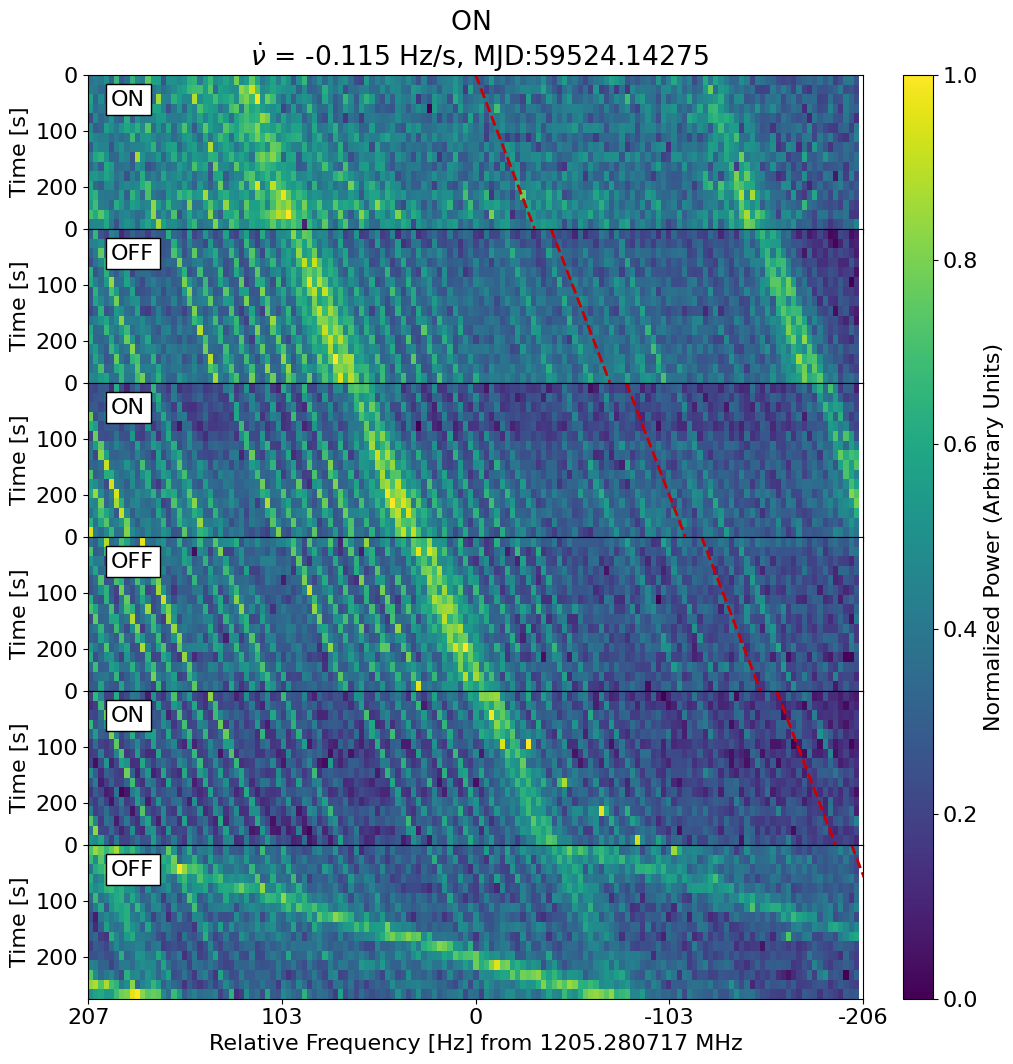 ON
ν̇ = -0.115 Hz/s, MJD:59524.14275
0
ON
100
Time [s]
200
0
OFF
100
Time [s]
200
0
ON
100
Time [s]
200
0
OFF
100
Time [s]
200
0
ON
100
Time [s]
200
0
OFF
100
Time [s]
200
207 103 0 -103 -206
Relative Frequency [Hz] from 1205.280717 MHz
1.0
0.8
0.6
0.4
0.2
0.0
Normalized Power (Arbitrary Units)